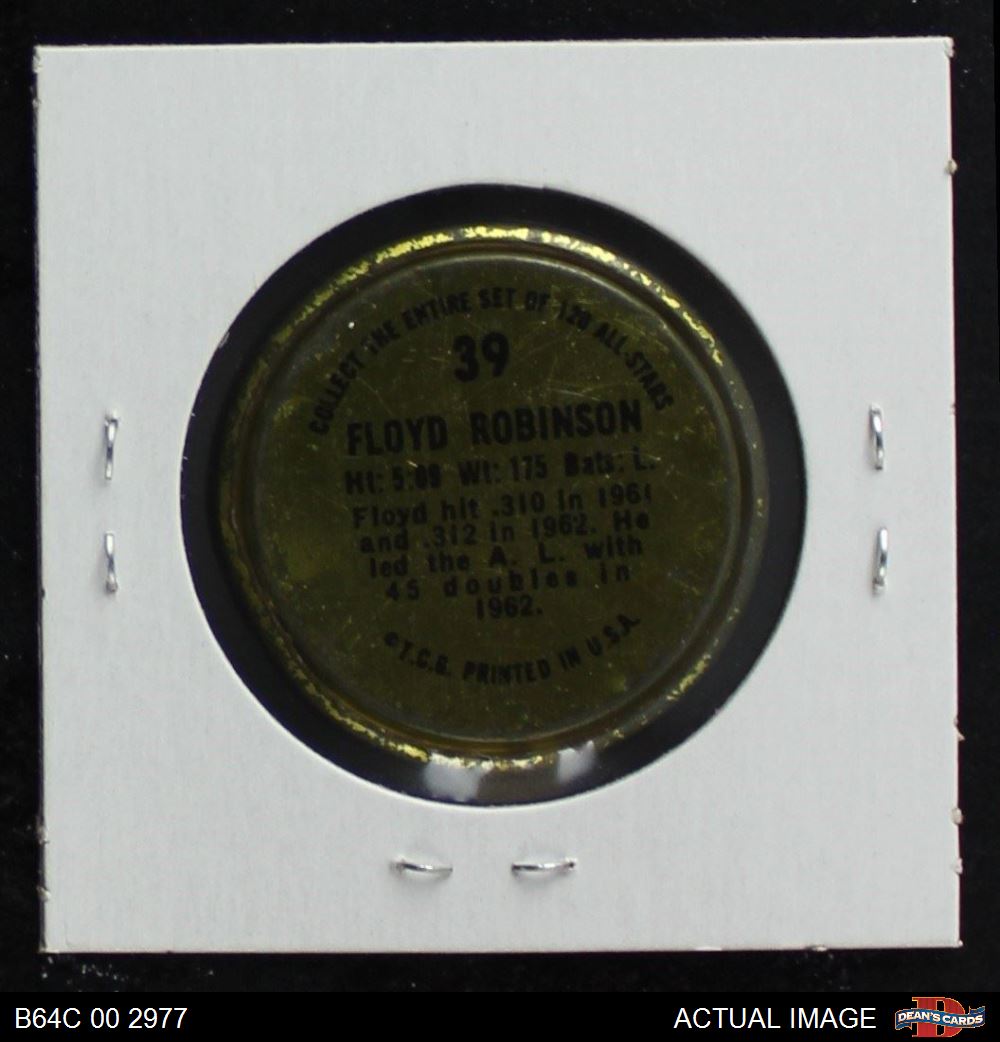 COLLECT THE ENTIRE SET OF 120 ALL-STARS
39
FLOYD ROBINSON
Ht: 5:09 Wt: 175 Bats: L.
Floyd hit .310 in 1961
and .312 in 1962. He
led the A. L. with
45 doubles in
1962.
©T.C.G. PRINTED IN U.S.A.
B64C 00 2977
ACTUAL IMAGE
DEAN'S CARDS